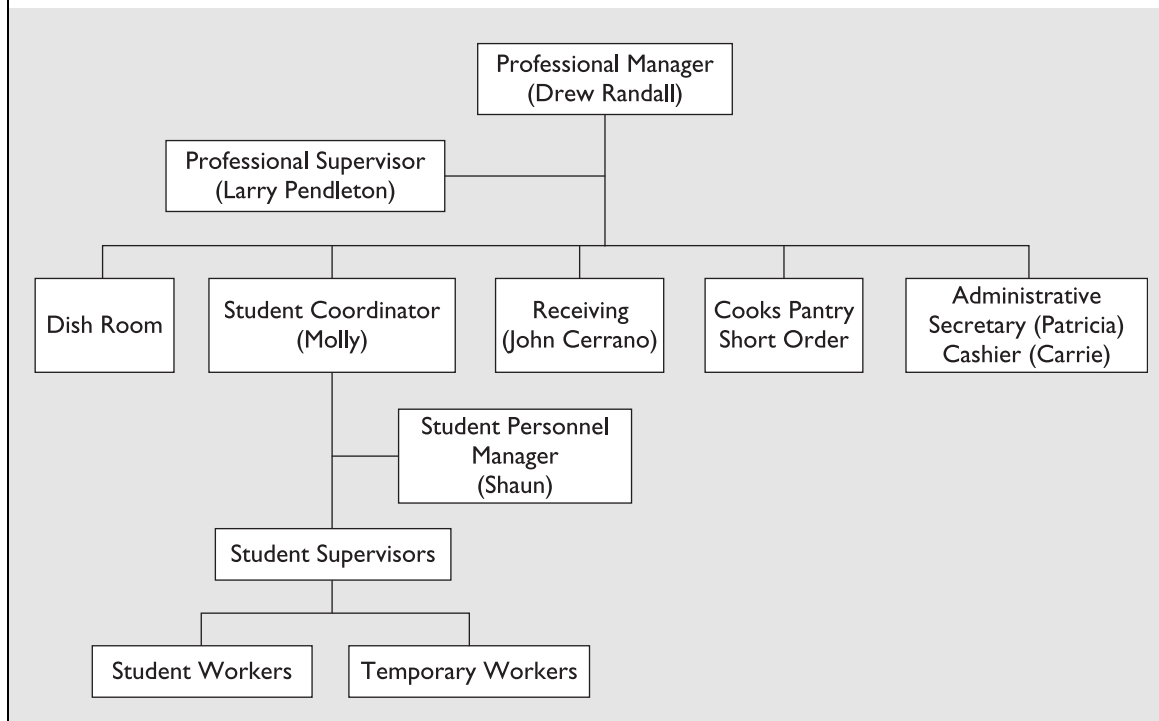 Professional Manager
(Drew Randall)
Professional Supervisor
(Larry Pendleton)
Dish Room
Student Coordinator
(Molly)
Receiving
(John Cerrano)
Cooks Pantry
Short Order
Administrative
Secretary (Patricia)
Cashier (Carrie)
Student Personnel
Manager
(Shaun)
Student Supervisors
Student Workers
Temporary Workers